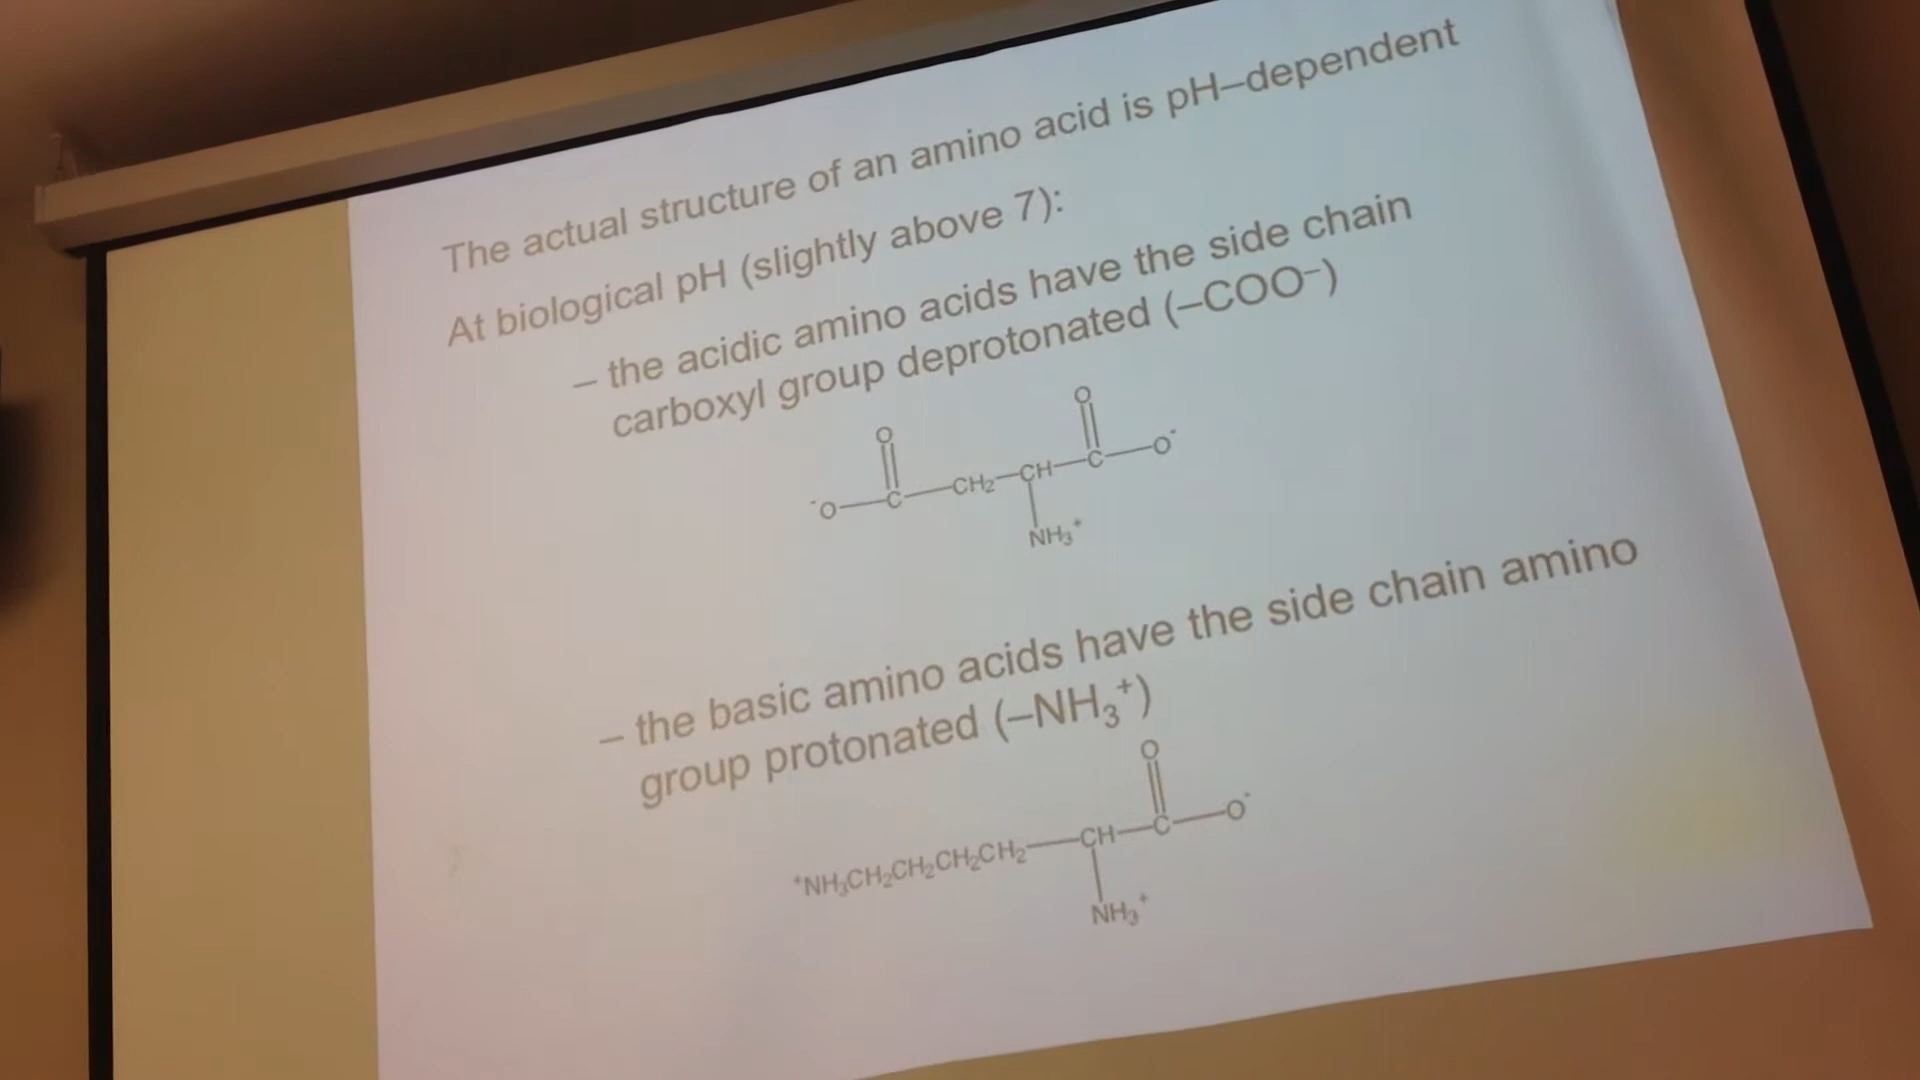 The actual structure of an amino acid is pH–dependent
At biological pH (slightly above 7):
– the acidic amino acids have the side chain
carboxyl group deprotonated (–COO⁻)
O O
⁻O C CH₂ CH C O⁻
NH₃⁺
– the basic amino acids have the side chain amino
group protonated (–NH₃⁺)
O
⁺NH₃CH₂CH₂CH₂CH₂ CH C O⁻
NH₃⁺